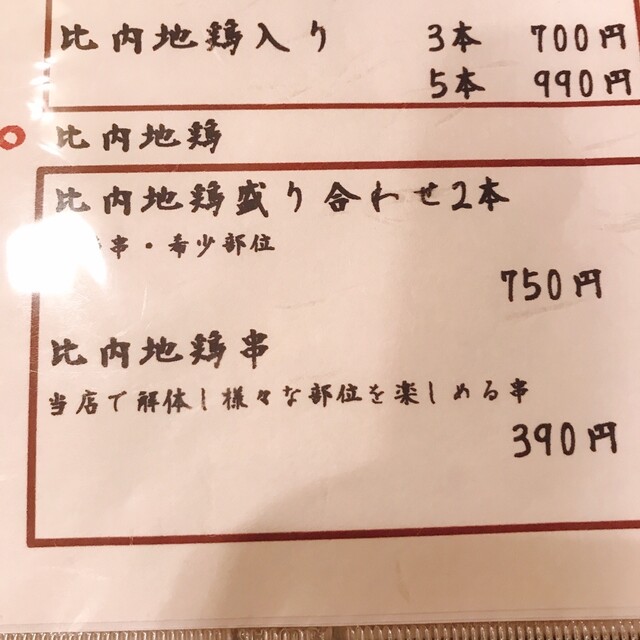 比内地鶏入り 3本 700円
5本 990円
比内地鶏
比内地鶏盛り合わせ2本
串・希少部位
750円
比内地鶏串
当店で解体し様々な部位を楽しめる串
390円